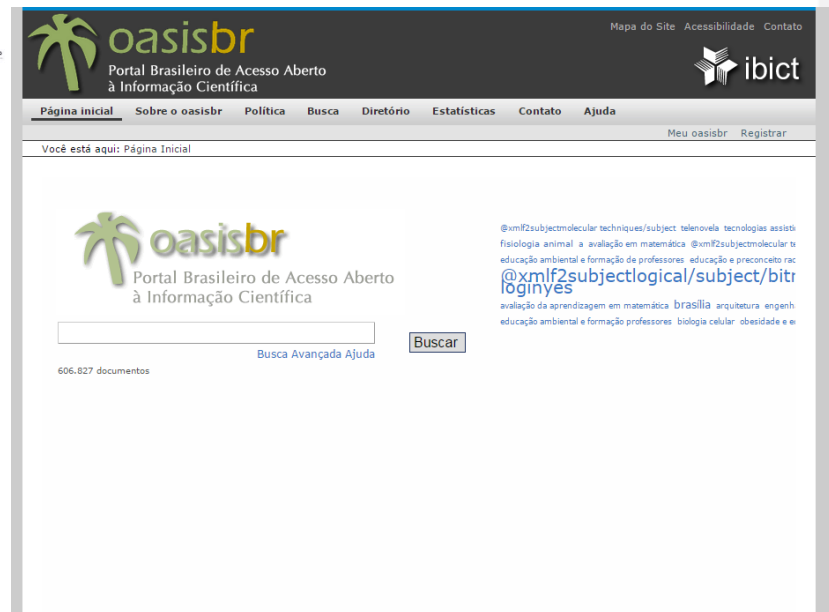 Mapa do Site Acessibilidade Contato
oasisbr
Portal Brasileiro de Acesso Aberto
à Informação Científica
ibict
Página inicial Sobre o oasisbr Política Busca Diretório Estatísticas Contato Ajuda
Meu oasisbr Registrar
Você está aqui: Página Inicial
oasisbr
Portal Brasileiro de Acesso Aberto
à Informação Científica
Buscar
Busca Avançada Ajuda
606.827 documentos
@xmlf2subjectmolecular techniques/subject telenovela tecnologias
fisiologia animal a avaliação em matemática @xmlf2subjectmolecular
educação ambiental e formação de professores educação e preconceito
@xmlf2subjectlogical/subject/bitr
loginyes
avaliação da aprendizagem em matemática brasília arquitetura
educação ambiental e formação professores biologia celular obesidade e